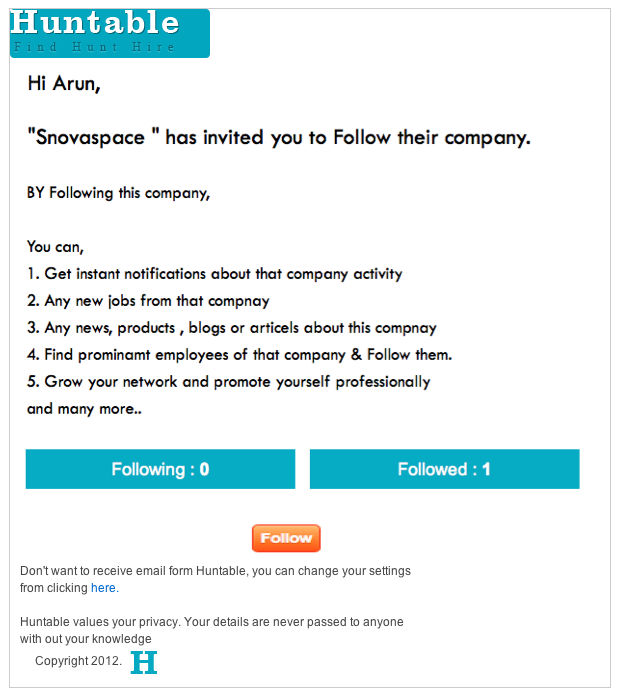 Huntable
Find Hunt Hire
Hi Arun,
"Snovaspace " has invited you to Follow their company.
BY Following this company,
You can,
1. Get instant notifications about that company activity
2. Any new jobs from that compnay
3. Any news, products , blogs or articels about this compnay
4. Find prominamt employees of that company & Follow them.
5. Grow your network and promote yourself professionally
and many more..
Following : 0
Followed : 1
Follow
Don't want to receive email form Huntable, you can change your settings
from clicking here.
Huntable values your privacy. Your details are never passed to anyone
with out your knowledge
Copyright 2012. H